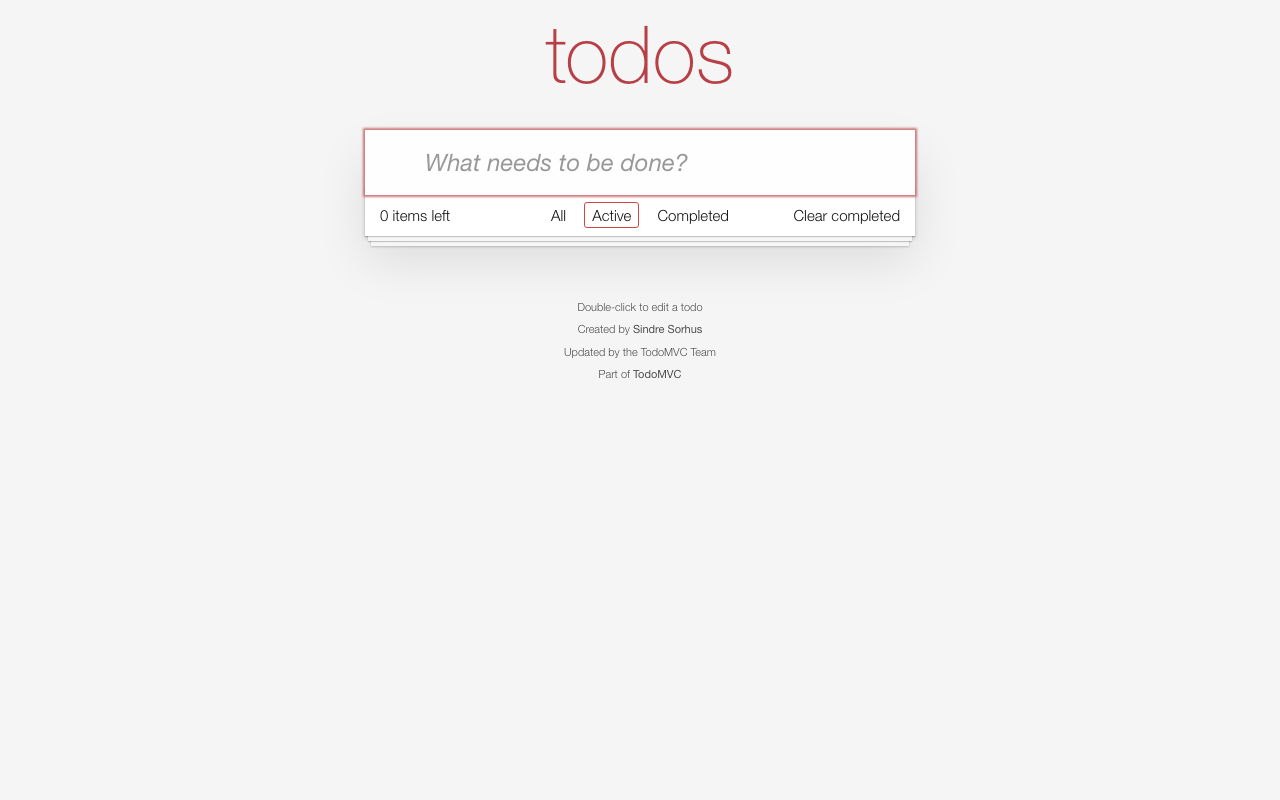 todos
What needs to be done?
0 items left All Active Completed Clear completed
Double-click to edit a todo
Created by Sindre Sorhus
Updated by the TodoMVC Team
Part of TodoMVC